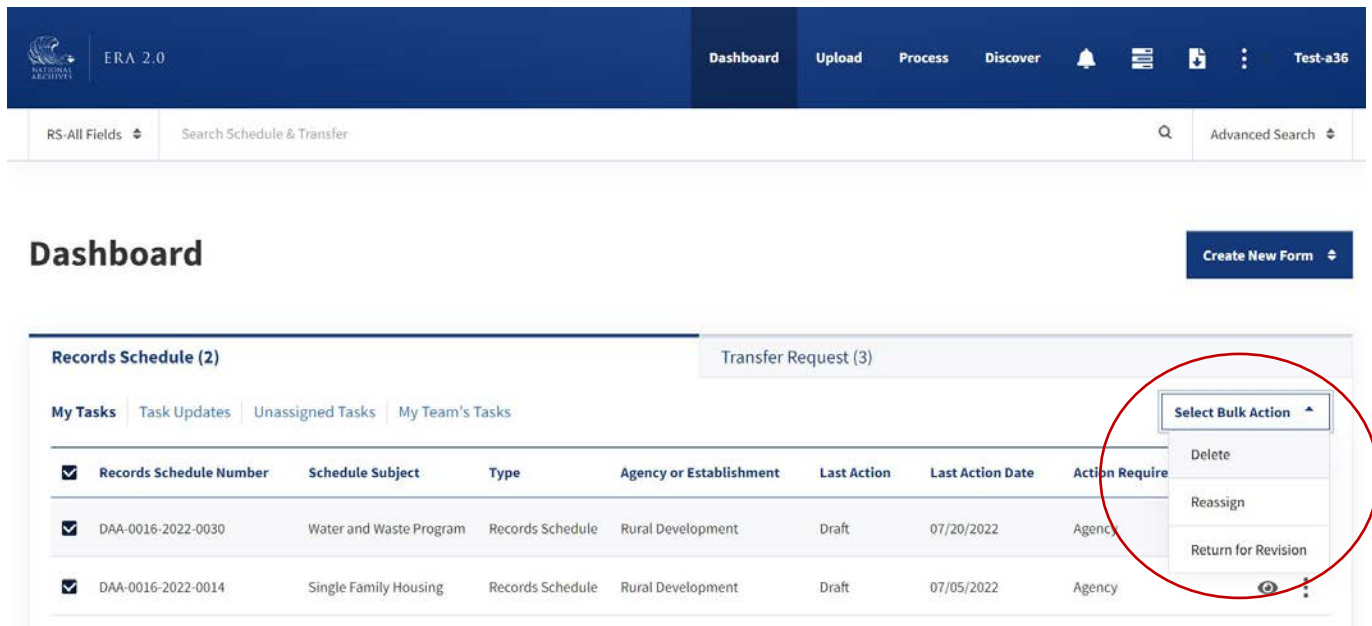 NATIONAL ARCHIVES ERA 2.0 Dashboard Upload Process Discover Test-a36
RS-All Fields Search Schedule & Transfer Advanced Search
Dashboard Create New Form
Records Schedule (2) Transfer Request (3)
My Tasks Task Updates Unassigned Tasks My Team's Tasks Select Bulk Action
Delete
Records Schedule Number Schedule Subject Type Agency or Establishment Last Action Last Action Date Action Require
Reassign
DAA-0016-2022-0030 Water and Waste Program Records Schedule Rural Development Draft 07/20/2022 Agency
Return for Revision
DAA-0016-2022-0014 Single Family Housing Records Schedule Rural Development Draft 07/05/2022 Agency